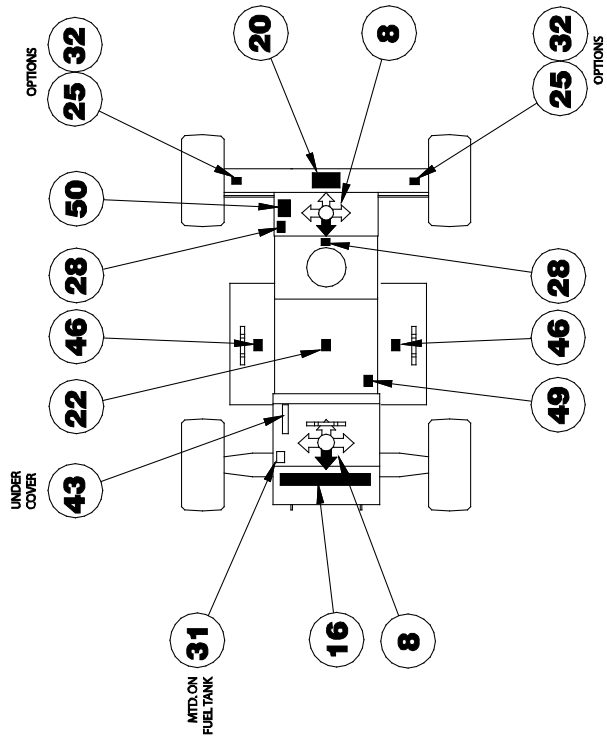 UNDER
COVER
OPTIONS
43
22
46
28
50
25
32
MTD. ON
FUEL TANK
31
20
16
8
8
49
46
28
25
32
OPTIONS